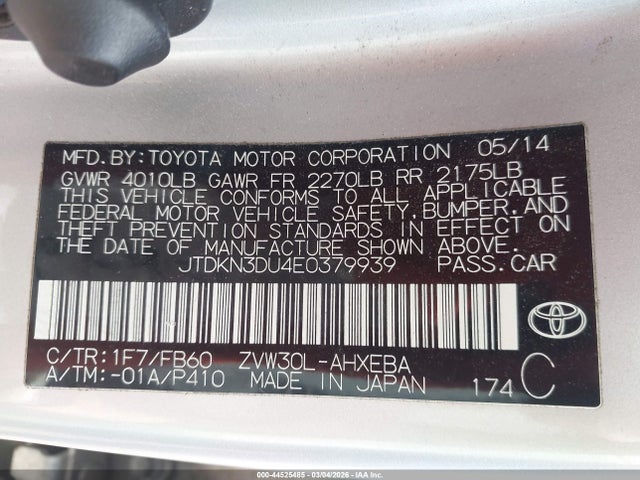 MFD.BY:TOYOTA MOTOR CORPORATION 05/14
GVWR 4010LB GAWR FR 2270LB RR 2175LB
THIS VEHICLE CONFORMS TO ALL APPLICABLE
FEDERAL MOTOR VEHICLE SAFETY,BUMPER,AND
THEFT PREVENTION STANDARDS IN EFFECT ON
THE DATE OF MANUFACTURE SHOWN ABOVE.
JTDKN3DU4E0379939 PASS.CAR
C/TR:1F7/FB60 ZVW30L-AHXEBA
A/TM:-01A/P410 MADE IN JAPAN 174 C
000-44525485 - 03/04/2026 - IAAI, Inc.